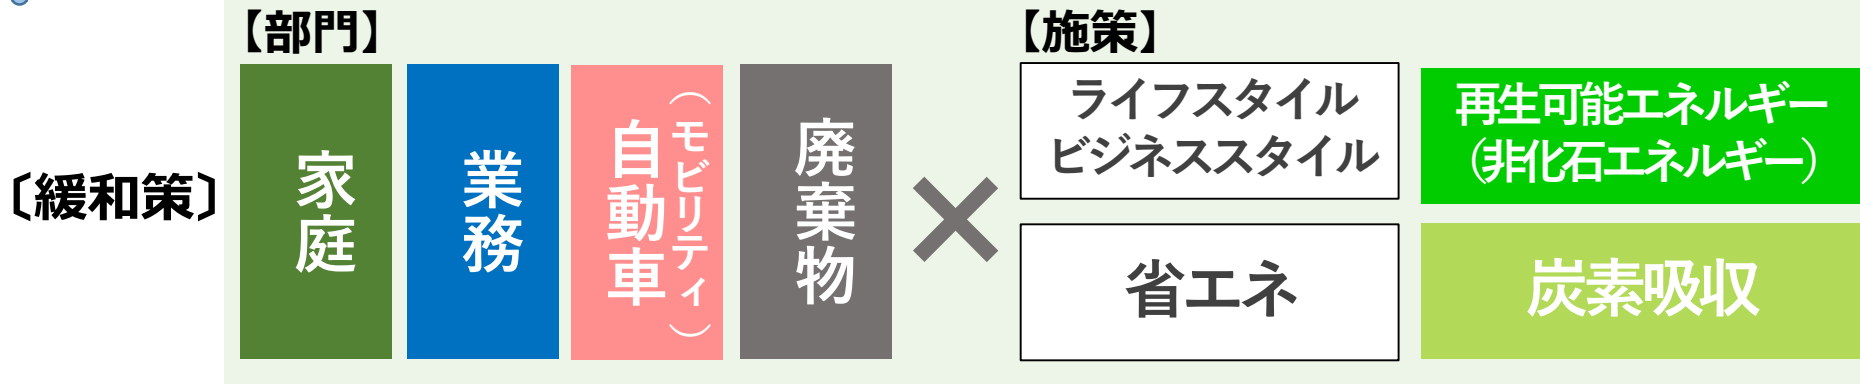 〔緩和策〕
【部門】
家庭
業務
自動車
（モビリティ）
廃棄物
×
【施策】
ライフスタイル
ビジネススタイル
再生可能エネルギー
（非化石エネルギー）
省エネ
炭素吸収